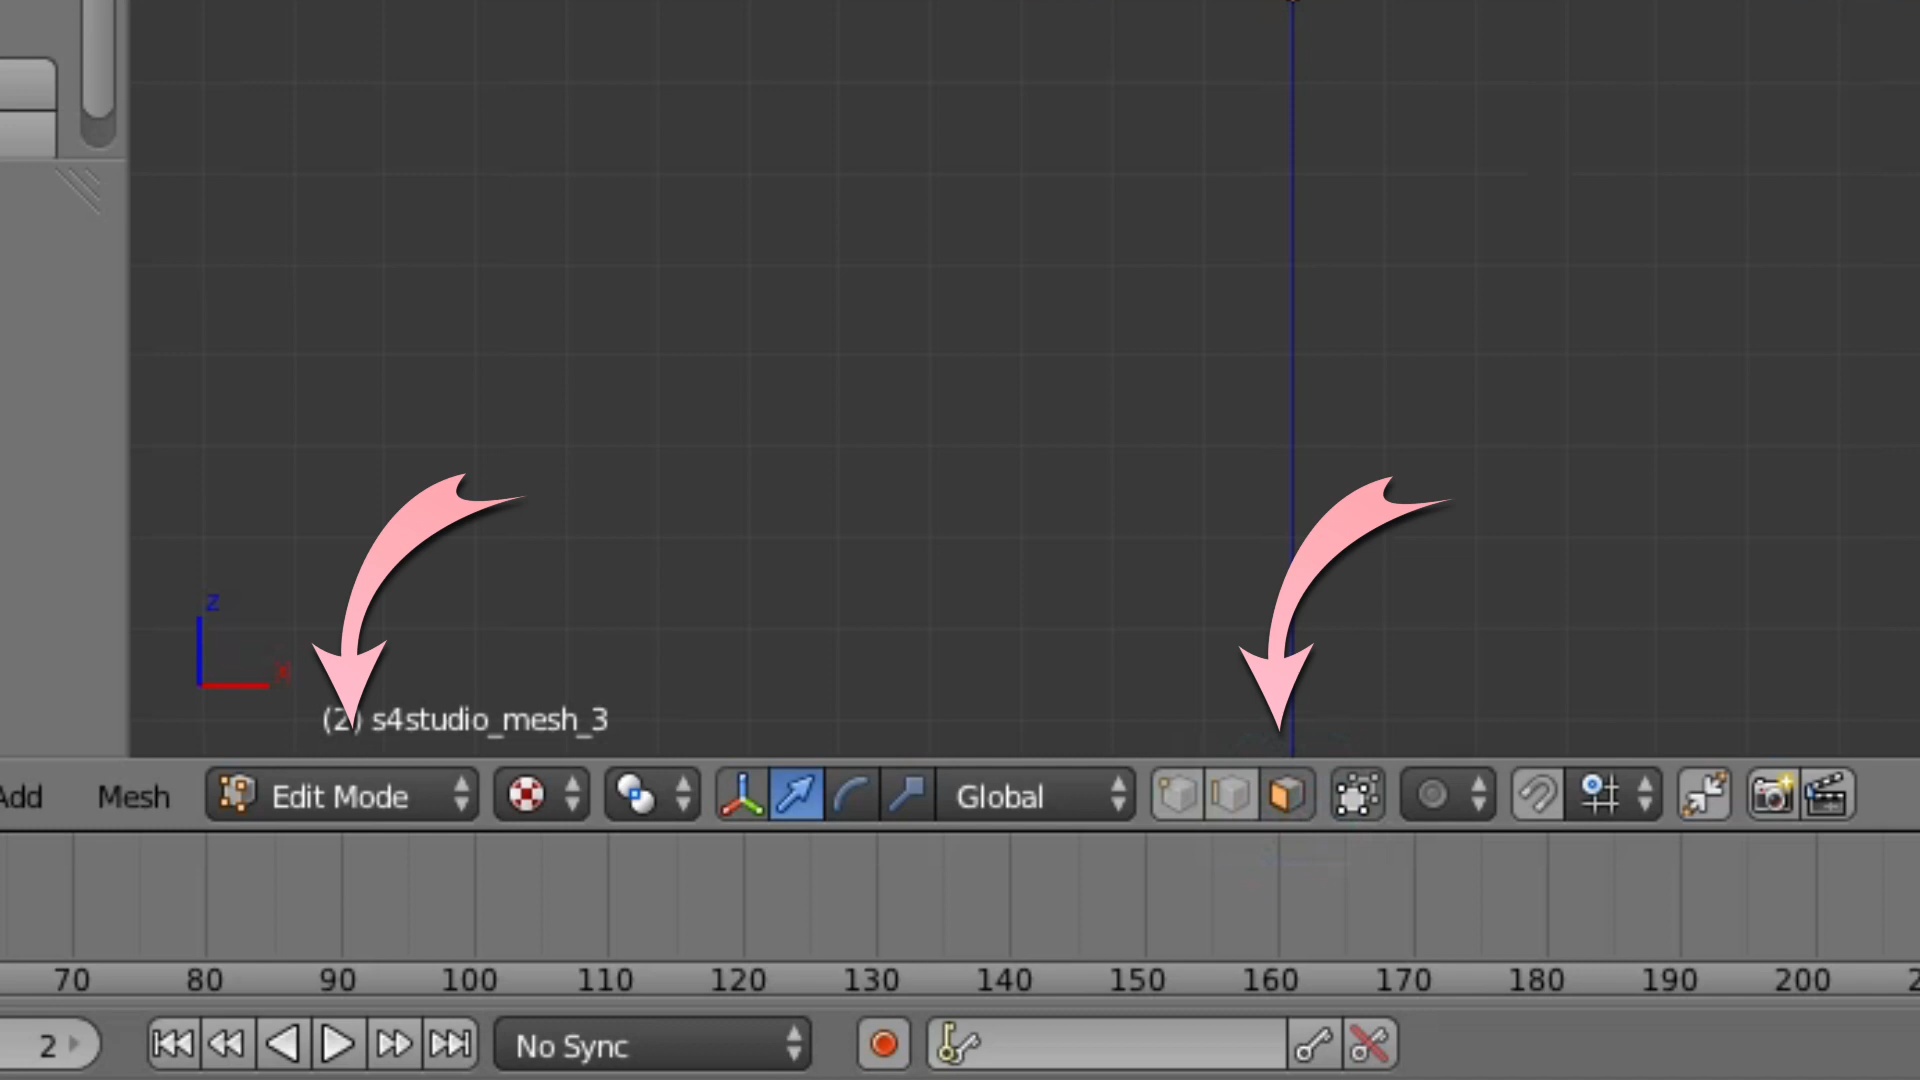 z
x
(2) s4studio_mesh_3
Add Mesh Edit Mode Global
70 80 90 100 110 120 130 140 150 160 170 180 190 200
2 No Sync